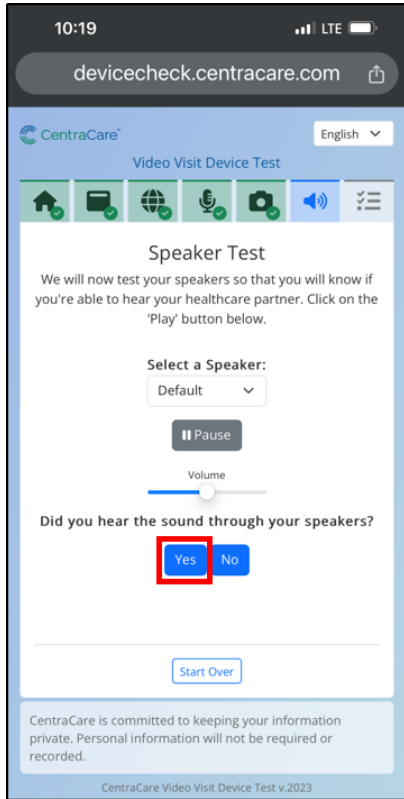 10:19
LTE
devicecheck.centracare.com
CentraCare™
English
Video Visit Device Test
Speaker Test
We will now test your speakers so that you will know if
you're able to hear your healthcare partner. Click on the
'Play' button below.
Select a Speaker:
Default
Pause
Volume
Did you hear the sound through your speakers?
Yes No
Start Over
CentraCare is committed to keeping your information
private. Personal information will not be required or
recorded.
CentraCare Video Visit Device Test v.2023